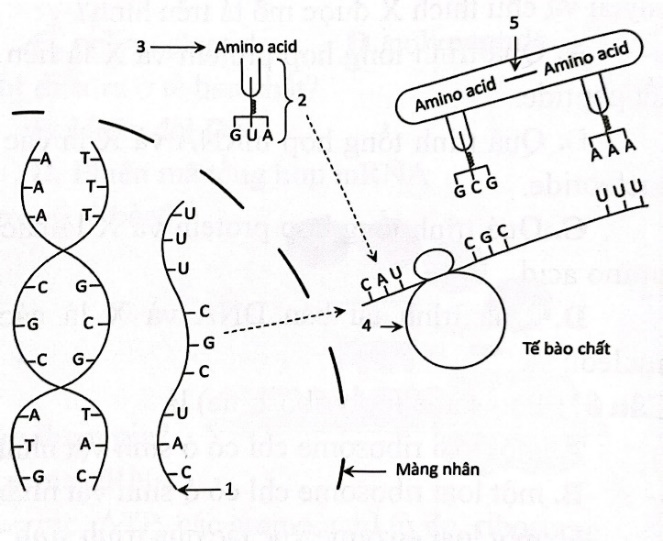 5
3 → Amino acid
2
G U A
Amino acid — Amino acid
G C G
A A A
A T
A T
A T
C G
G C
C G
A T
T A
G C
U
U
U
C
G
C
U
A
C
1
C A U
C G C
U U U
4
Tế bào chất
Màng nhân